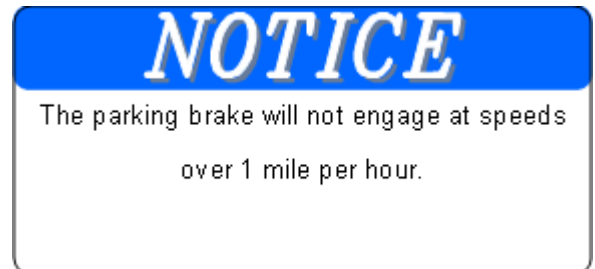 NOTICE
The parking brake will not engage at speeds
over 1 mile per hour.